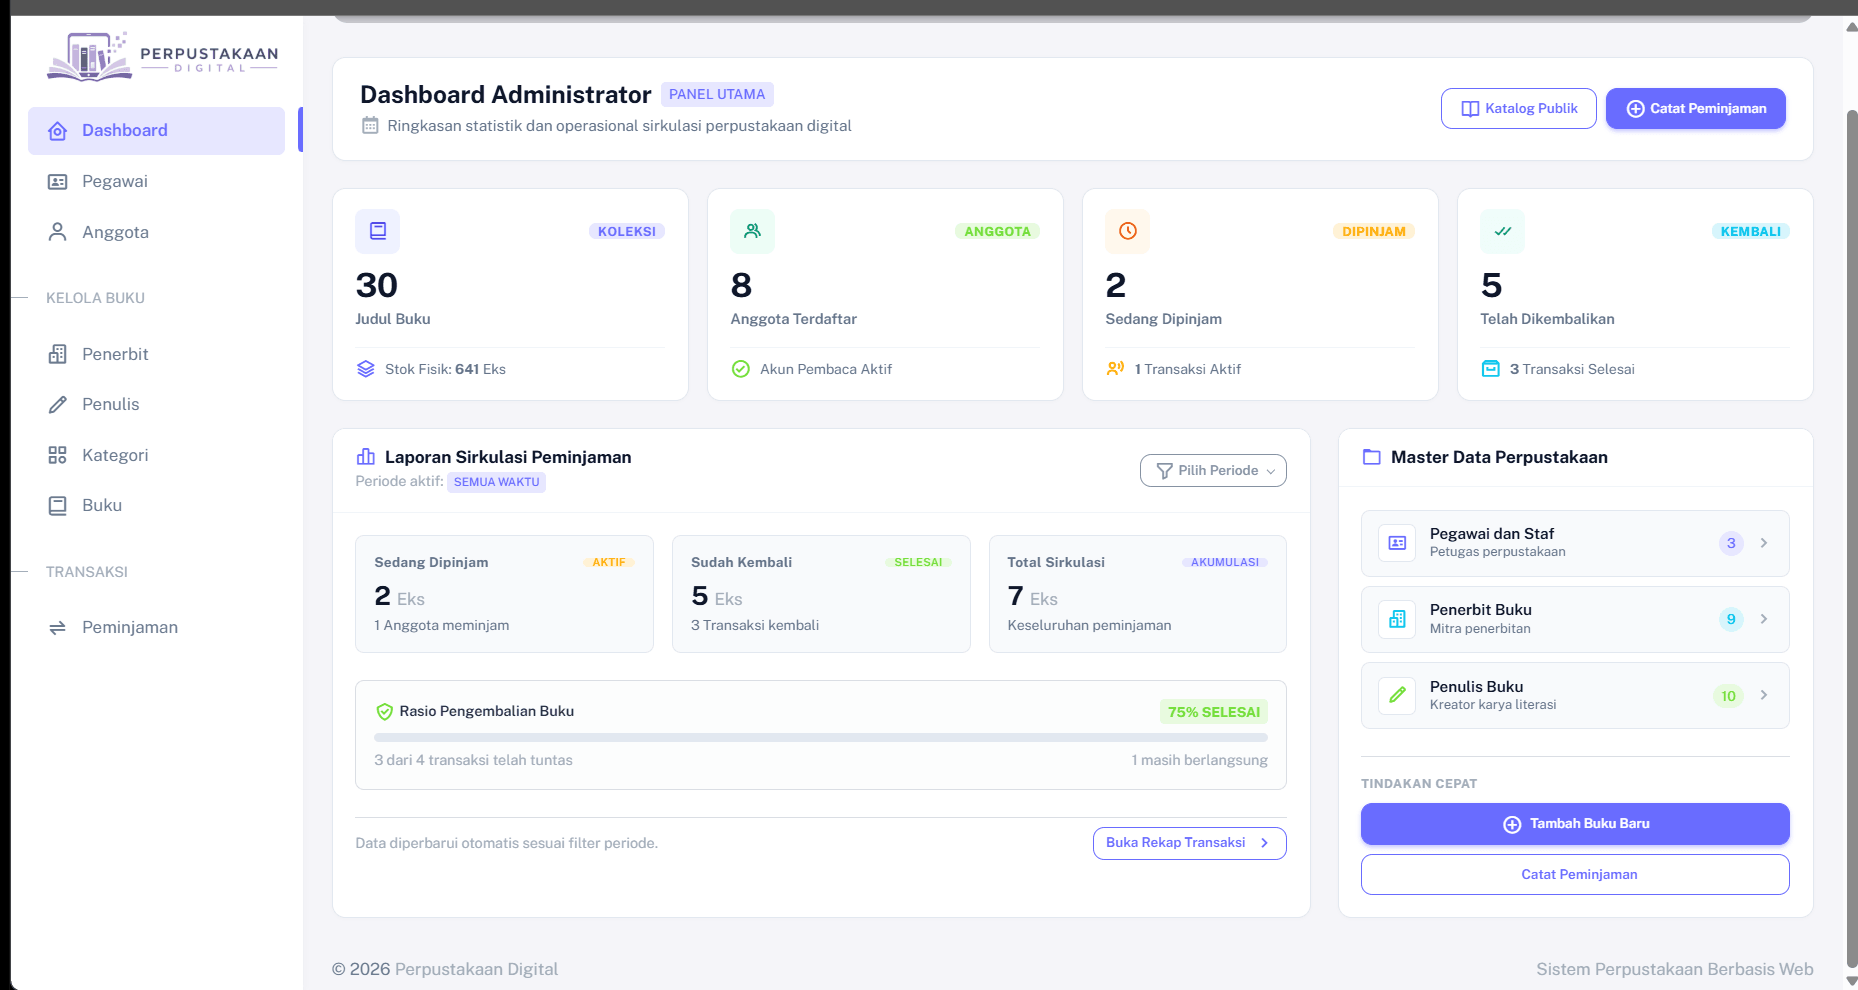 PERPUSTAKAAN
DIGITAL
Dashboard
Pegawai
Anggota
KELOLA BUKU
Penerbit
Penulis
Kategori
Buku
TRANSAKSI
Peminjaman
Dashboard Administrator PANEL UTAMA
Ringkasan statistik dan operasional sirkulasi perpustakaan digital
Katalog Publik
Catat Peminjaman
KOLEKSI
30
Judul Buku
Stok Fisik: 641 Eks
ANGGOTA
8
Anggota Terdaftar
Akun Pembaca Aktif
DIPINJAM
2
Sedang Dipinjam
1 Transaksi Aktif
KEMBALI
5
Telah Dikembalikan
3 Transaksi Selesai
Laporan Sirkulasi Peminjaman
Periode aktif: SEMUA WAKTU
Pilih Periode
Sedang Dipinjam AKTIF
2 Eks
1 Anggota meminjam
Sudah Kembali SELESAI
5 Eks
3 Transaksi kembali
Total Sirkulasi AKUMULASI
7 Eks
Keseluruhan peminjaman
Rasio Pengembalian Buku 75% SELESAI
3 dari 4 transaksi telah tuntas 1 masih berlangsung
Data diperbarui otomatis sesuai filter periode.
Buka Rekap Transaksi
Master Data Perpustakaan
Pegawai dan Staf
Petugas perpustakaan
3
Penerbit Buku
Mitra penerbitan
9
Penulis Buku
Kreator karya literasi
10
TINDAKAN CEPAT
Tambah Buku Baru
Catat Peminjaman
© 2026 Perpustakaan Digital
Sistem Perpustakaan Berbasis Web